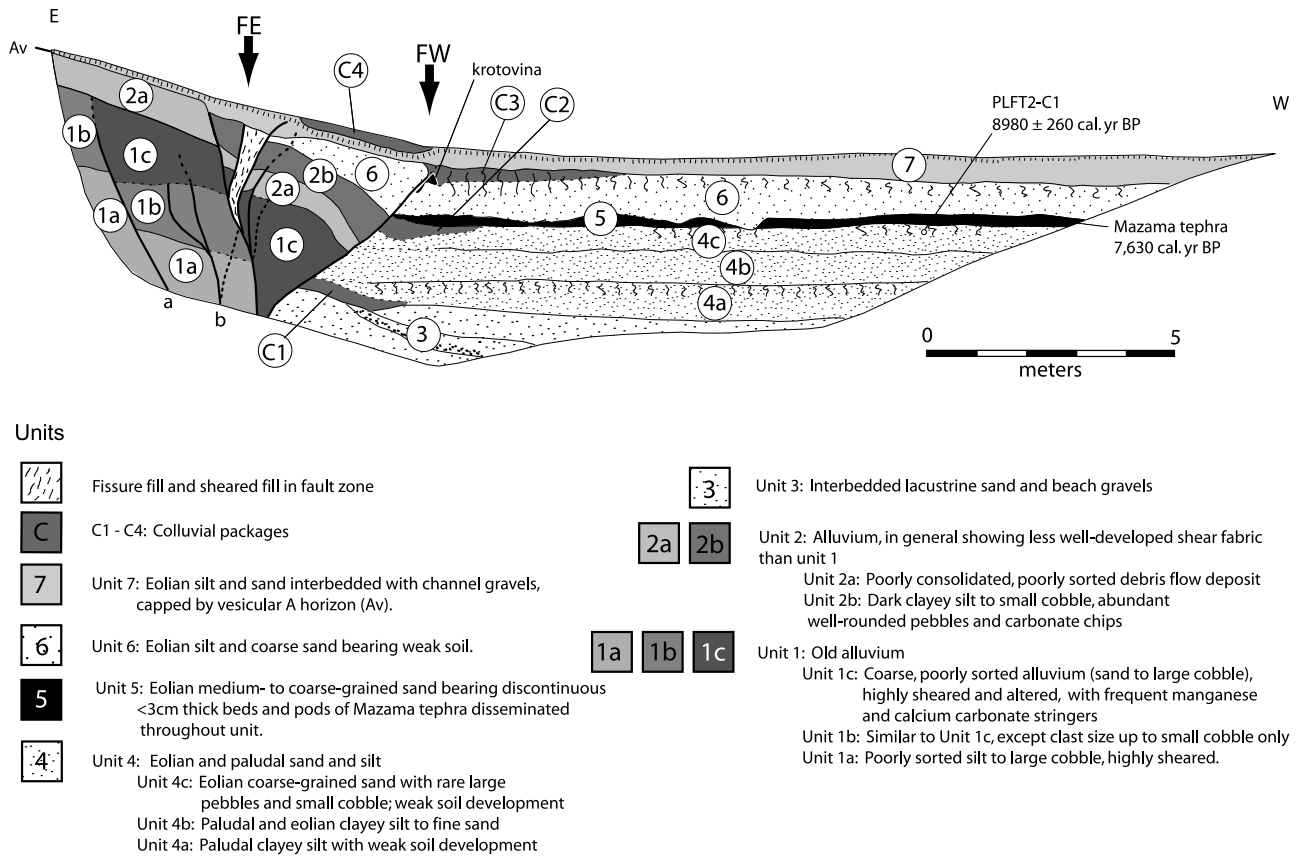 E
FE
FW
W
Av
C4
krotovina
C3
C2
PLFT2-C1
8980 ± 260 cal. yr BP
2a
1b
1c
2b
2a
6
7
1b
6
1a
5
4c
Mazama tephra
7,630 cal. yr BP
1c
4b
1a
4a
a
b
C1
3
0
5
meters
Units
Fissure fill and sheared fill in fault zone
C
C1 - C4: Colluvial packages
7
Unit 7: Eolian silt and sand interbedded with channel gravels,
capped by vesicular A horizon (Av).
6
Unit 6: Eolian silt and coarse sand bearing weak soil.
5
Unit 5: Eolian medium- to coarse-grained sand bearing discontinuous
<3cm thick beds and pods of Mazama tephra disseminated
throughout unit.
4
Unit 4: Eolian and paludal sand and silt
Unit 4c: Eolian coarse-grained sand with rare large
pebbles and small cobble; weak soil development
Unit 4b: Paludal and eolian clayey silt to fine sand
Unit 4a: Paludal clayey silt with weak soil development
3
Unit 3: Interbedded lacustrine sand and beach gravels
2a 2b
Unit 2: Alluvium, in general showing less well-developed shear fabric
than unit 1
Unit 2a: Poorly consolidated, poorly sorted debris flow deposit
Unit 2b: Dark clayey silt to small cobble, abundant
well-rounded pebbles and carbonate chips
1a 1b 1c
Unit 1: Old alluvium
Unit 1c: Coarse, poorly sorted alluvium (sand to large cobble),
highly sheared and altered, with frequent manganese
and calcium carbonate stringers
Unit 1b: Similar to Unit 1c, except clast size up to small cobble only
Unit 1a: Poorly sorted silt to large cobble, highly sheared.